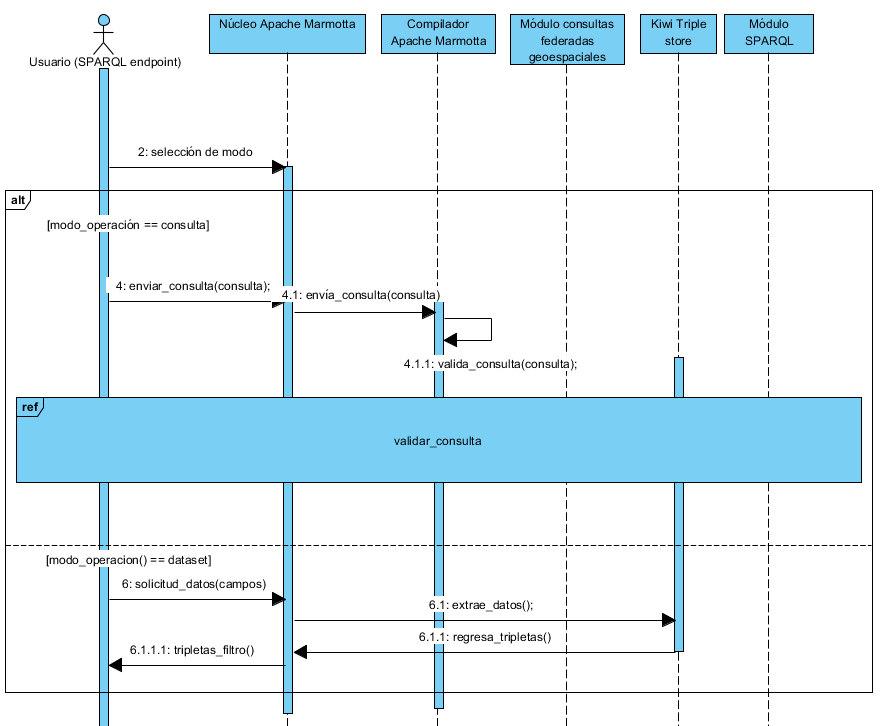 Núcleo Apache Marmotta
Compilador
Apache Marmotta
Módulo consultas
federadas
geoespaciales
Kiwi Triple
store
Módulo
SPARQL
Usuario (SPARQL endpoint)
2: selección de modo
alt
[modo_operación == consulta]
4: enviar_consulta(consulta);
4.1: envía_consulta(consulta)
4.1.1: valida_consulta(consulta);
ref
validar_consulta
[modo_operacion() == dataset]
6: solicitud_datos(campos)
6.1: extrae_datos();
6.1.1: regresa_tripletas()
6.1.1.1: tripletas_filtro()